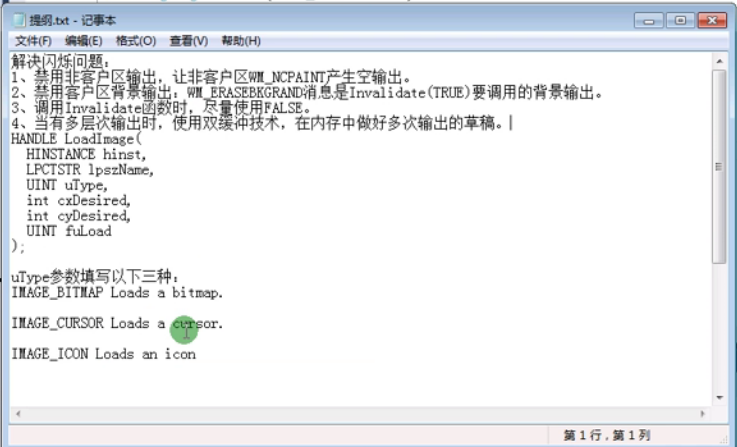 提纲.txt - 记事本
文件(F) 编辑(E) 格式(O) 查看(V) 帮助(H)
解决闪烁问题:
1、禁用非客户区输出，让非客户区WM_NCPAINT产生空输出。
2、禁用客户区背景输出：WM_ERASEBKGRAND消息是Invalidate(TRUE)要调用的背景输出。
3、调用Invalidate函数时，尽量使用FALSE。
4、当有多层次输出时，使用双缓冲技术，在内存中做好多次输出的草稿。
HANDLE LoadImage(
HINSTANCE hinst,
LPCTSTR lpszName,
UINT uType,
int cxDesired,
int cyDesired,
UINT fuLoad
);
uType参数填写以下三种：
IMAGE_BITMAP Loads a bitmap.
IMAGE_CURSOR Loads a cursor.
IMAGE_ICON Loads an icon
第 1 行，第 1 列